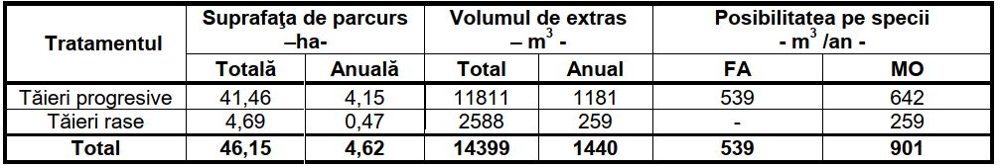 Tratamentul Suprafaţa de parcurs –ha- Volumul de extras – m³ - Posibilitatea pe specii - m³ /an -
Totală Anuală Total Anual FA MO
Tăieri progresive 41,46 4,15 11811 1181 539 642
Tăieri rase 4,69 0,47 2588 259 - 259
Total 46,15 4,62 14399 1440 539 901